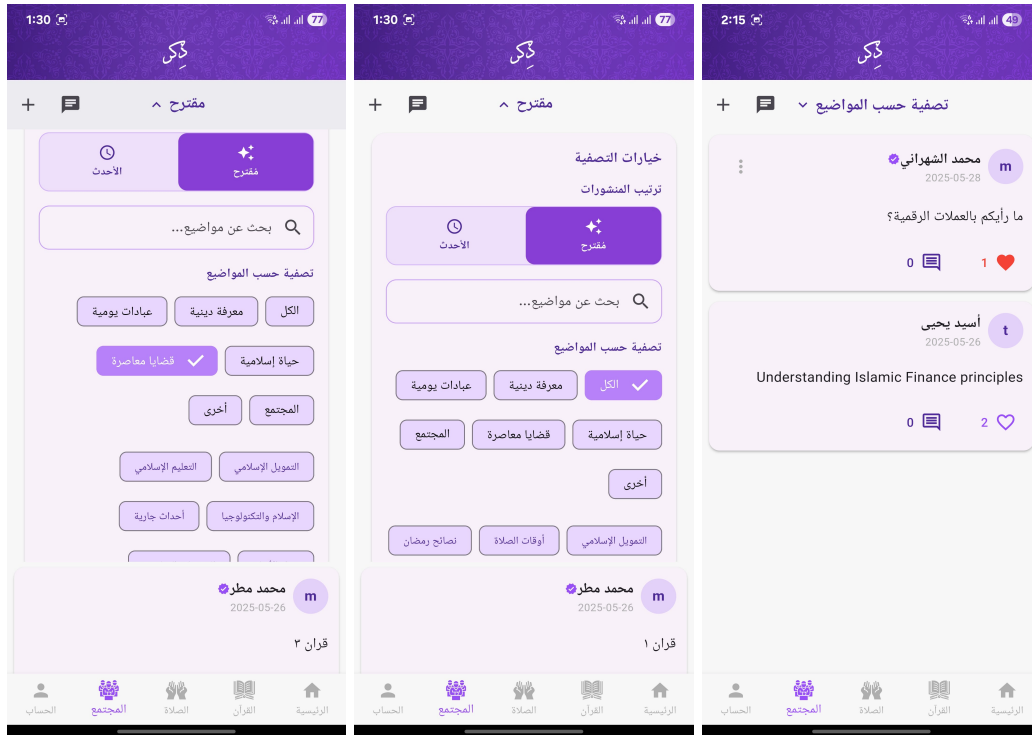 1:30
77
ذِكر
مقترح
مُقترح
الأحدث
بحث عن مواضيع...
تصفية حسب المواضيع
الكل
معرفة دينية
عبادات يومية
حياة إسلامية
قضايا معاصرة
المجتمع
أخرى
التمويل الإسلامي
التعليم الإسلامي
الإسلام والتكنولوجيا
أحداث جارية
m
محمد مطر
2025-05-26
قران ٣
الرئيسية
القرآن
الصلاة
المجتمع
الحساب
1:30
77
ذِكر
مقترح
خيارات التصفية
ترتيب المنشورات
مُقترح
الأحدث
بحث عن مواضيع...
تصفية حسب المواضيع
الكل
معرفة دينية
عبادات يومية
حياة إسلامية
قضايا معاصرة
المجتمع
أخرى
التمويل الإسلامي
أوقات الصلاة
نصائح رمضان
m
محمد مطر
2025-05-26
قران ١
الرئيسية
القرآن
الصلاة
المجتمع
الحساب
2:15
49
ذِكر
تصفية حسب المواضيع
m
محمد الشهراني
2025-05-28
ما رأيكم بالعملات الرقمية؟
1
0
t
أسيد يحيى
2025-05-26
Understanding Islamic Finance principles
2
0
الرئيسية
القرآن
الصلاة
المجتمع
الحساب